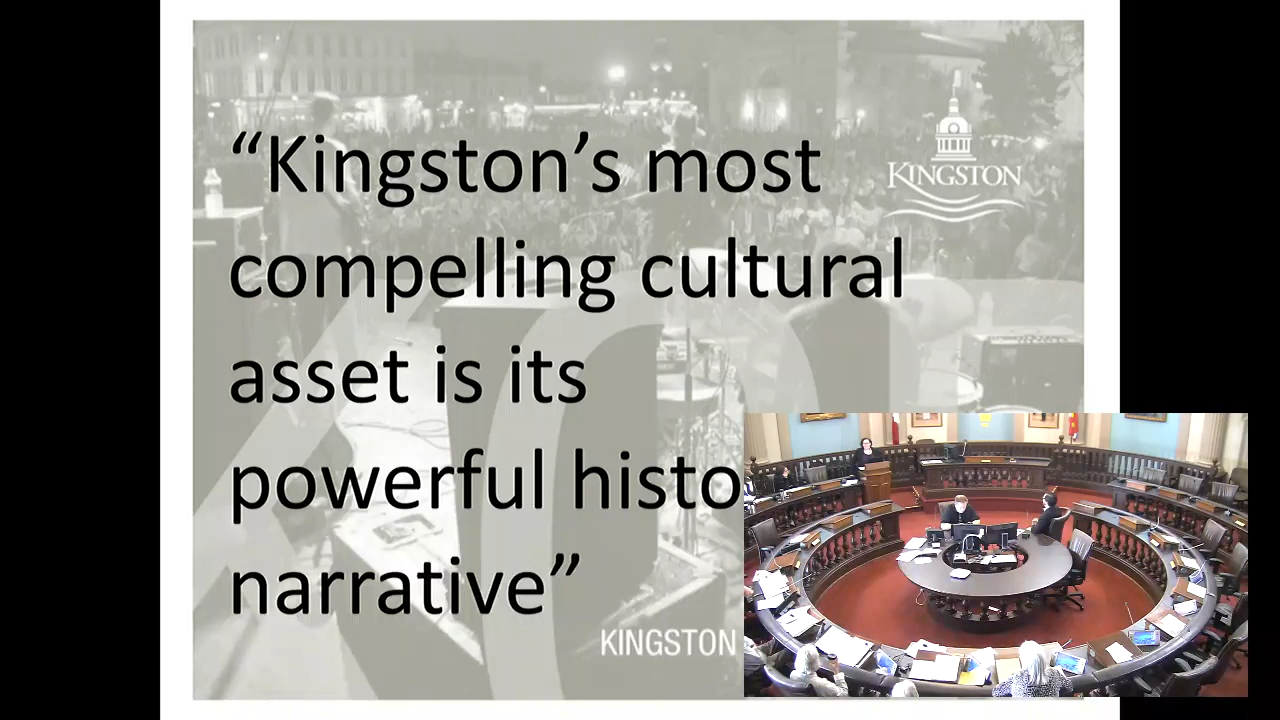 “Kingston’s most
compelling cultural
asset is its
powerful histo
narrative”
KINGSTON
KINGSTON